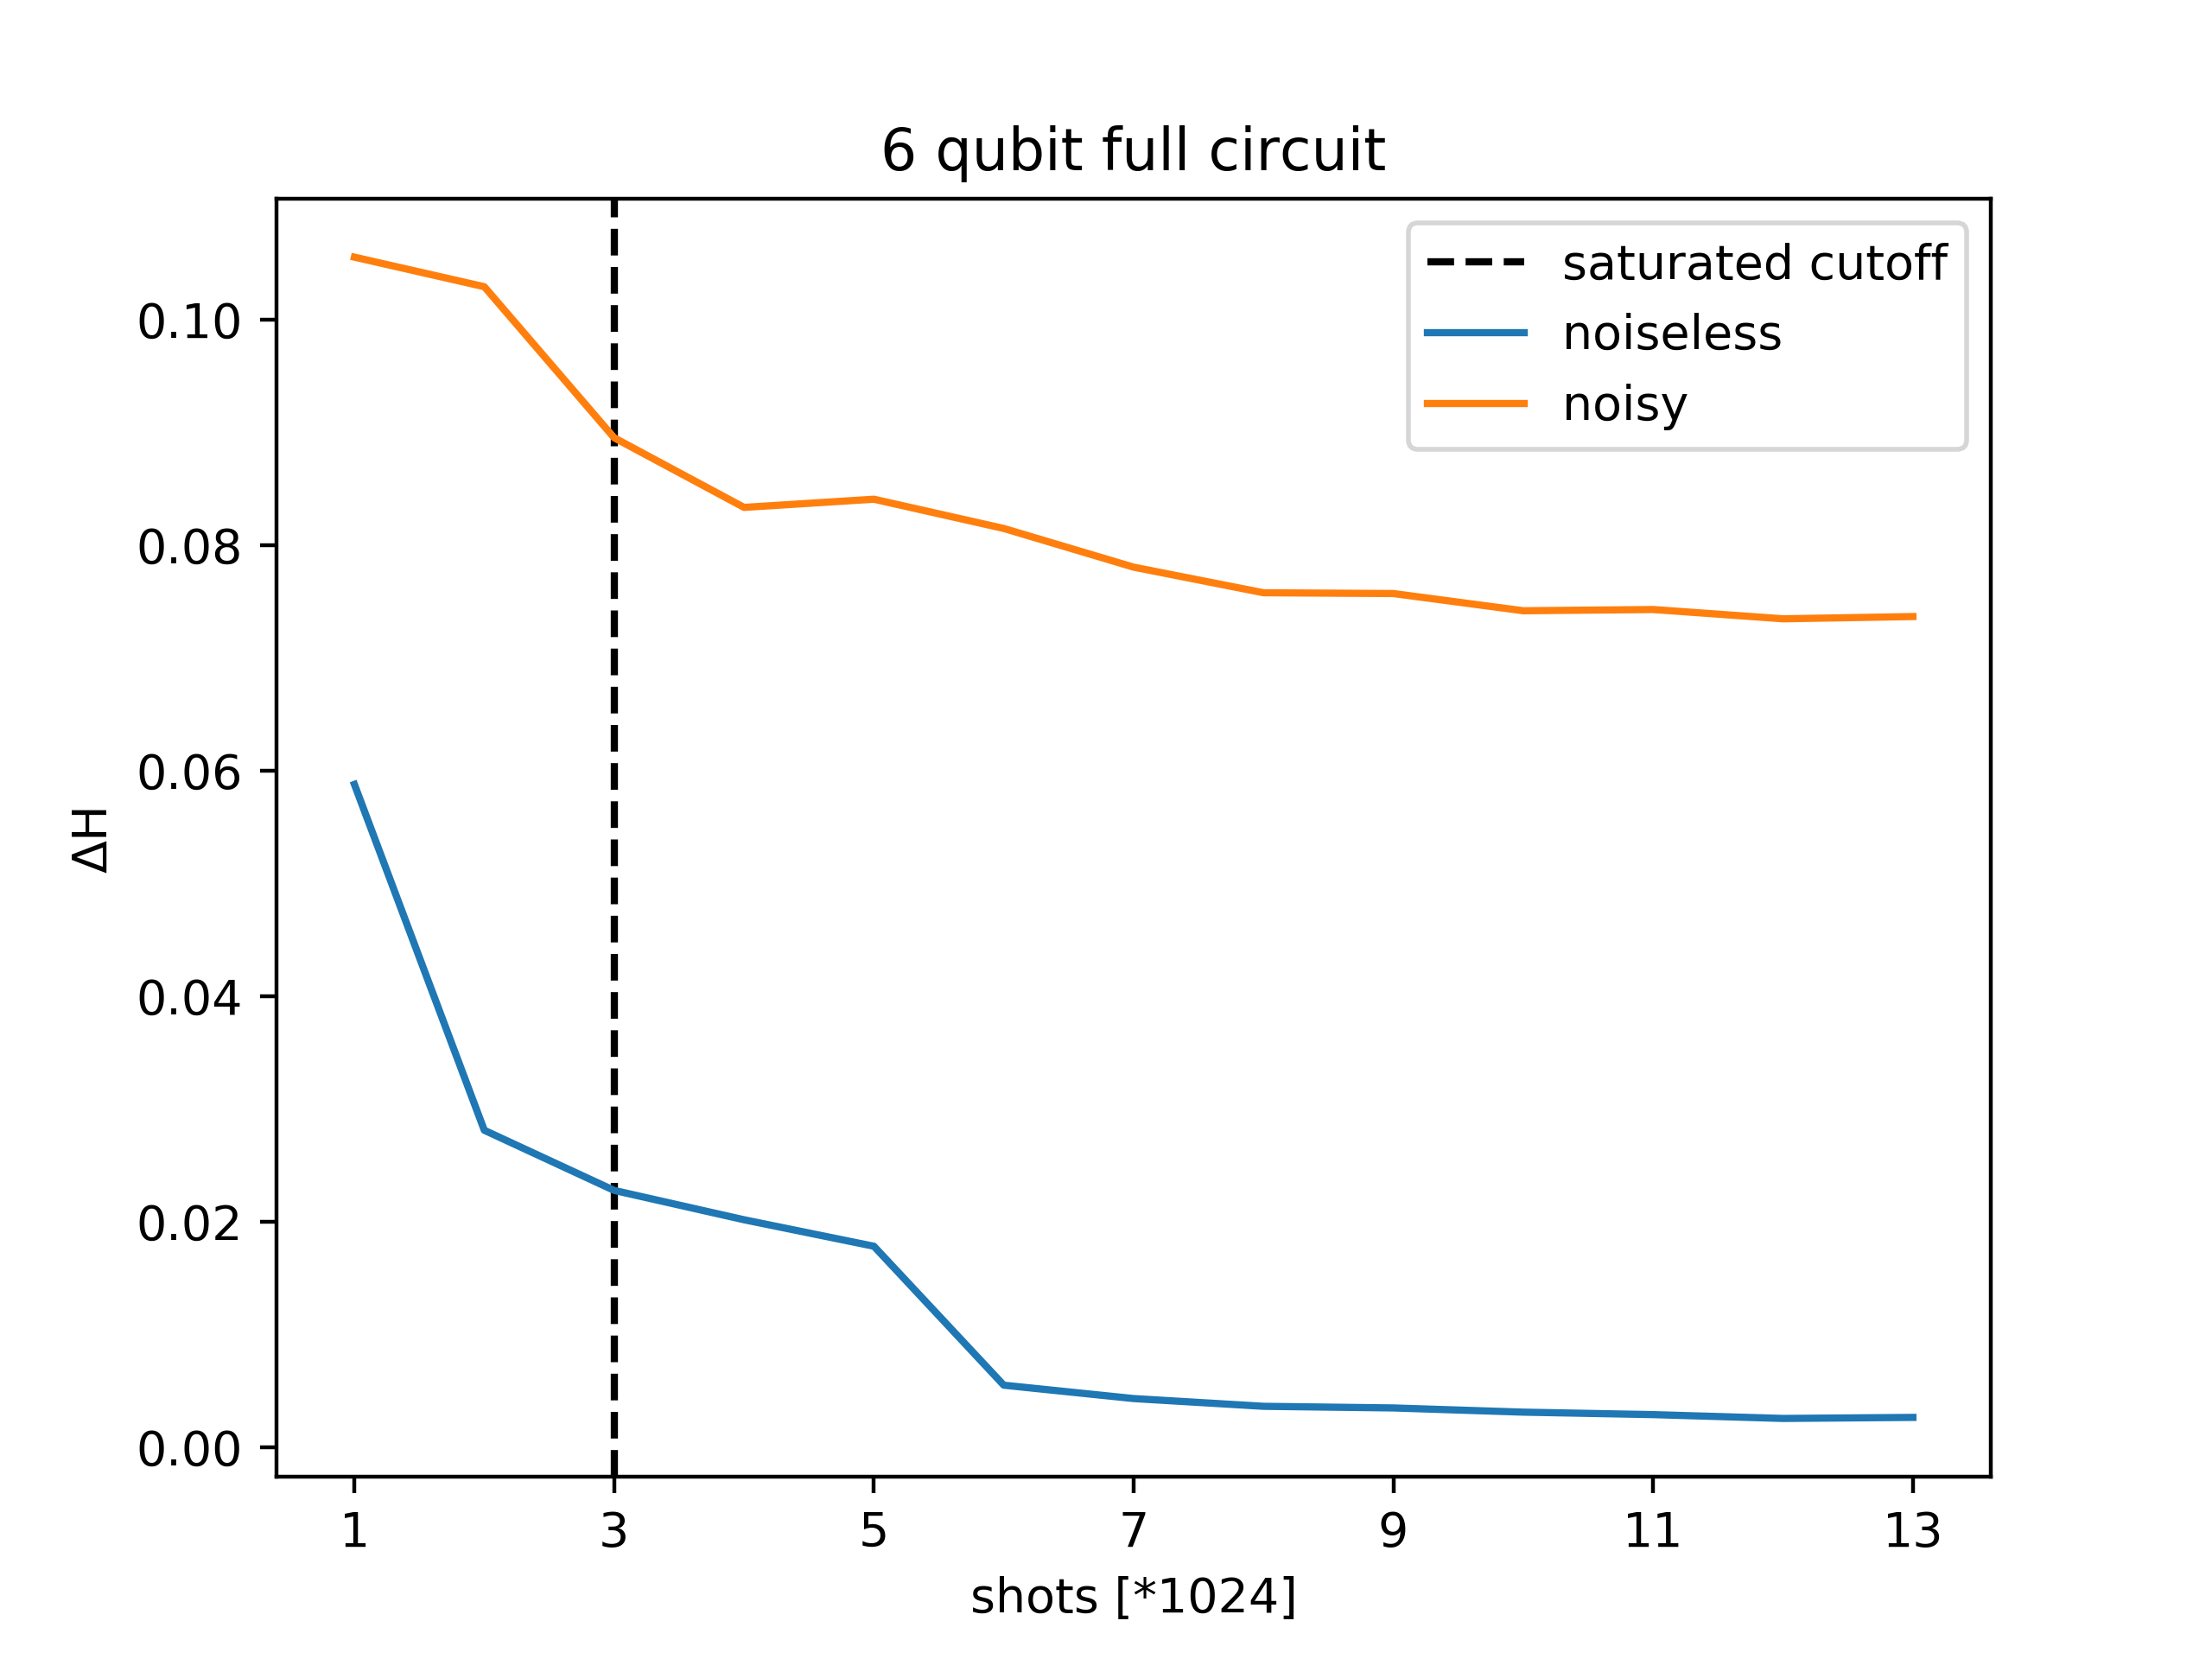 6 qubit full circuit
saturated cutoff
noiseless
noisy
0.10
0.08
0.06
0.04
0.02
0.00
ΔH
1 3 5 7 9 11 13
shots [*1024]